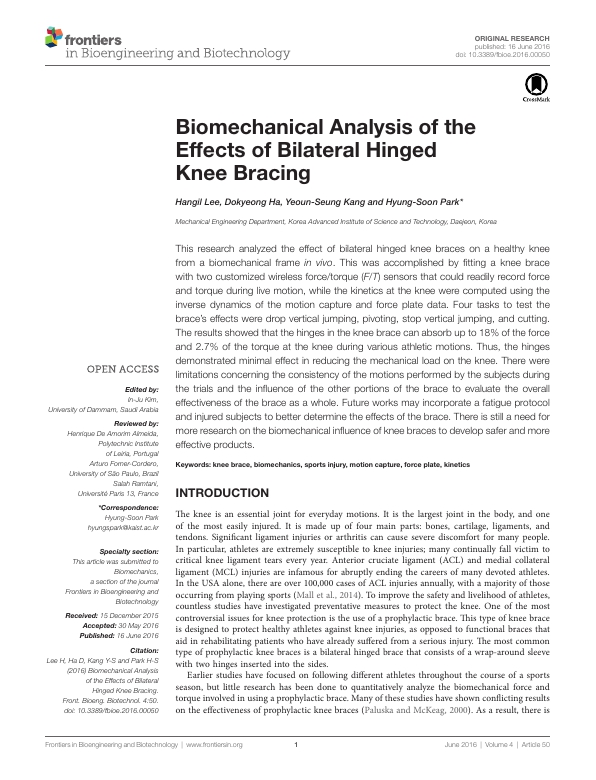 frontiers
in Bioengineering and Biotechnology
ORIGINAL RESEARCH
published: 16 June 2016
doi: 10.3389/fbioe.2016.00050
CrossMark
Biomechanical Analysis of the
Effects of Bilateral Hinged
Knee Bracing
Hangil Lee, Dokyeong Ha, Yeoun-Seung Kang and Hyung-Soon Park*
Mechanical Engineering Department, Korea Advanced Institute of Science and Technology, Daejeon, Korea
This research analyzed the effect of bilateral hinged knee braces on a healthy knee
from a biomechanical frame in vivo. This was accomplished by fitting a knee brace
with two customized wireless force/torque (F/T) sensors that could readily record force
and torque during live motion, while the kinetics at the knee were computed using the
inverse dynamics of the motion capture and force plate data. Four tasks to test the
brace's effects were drop vertical jumping, pivoting, stop vertical jumping, and cutting.
The results showed that the hinges in the knee brace can absorb up to 18% of the force
and 2.7% of the torque at the knee during various athletic motions. Thus, the hinges
demonstrated minimal effect in reducing the mechanical load on the knee. There were
limitations concerning the consistency of the motions performed by the subjects during
the trials and the influence of the other portions of the brace to evaluate the overall
effectiveness of the brace as a whole. Future works may incorporate a fatigue protocol
and injured subjects to better determine the effects of the brace. There is still a need for
more research on the biomechanical influence of knee braces to develop safer and more
effective products.
Keywords: knee brace, biomechanics, sports injury, motion capture, force plate, kinetics
OPEN ACCESS
Edited by:
In-Ju Kim,
University of Dammam, Saudi Arabia
Reviewed by:
Henrique De Amorim Almeida,
Polytechnic Institute
of Leiria, Portugal
Arturo Forner-Cordero,
University of São Paulo, Brazil
Salah Ramtani,
Université Paris 13, France
*Correspondence:
Hyung-Soon Park
hyungspark@kaist.ac.kr
Specialty section:
This article was submitted to
Biomechanics,
a section of the journal
Frontiers in Bioengineering and
Biotechnology
Received: 15 December 2015
Accepted: 30 May 2016
Published: 16 June 2016
Citation:
Lee H, Ha D, Kang Y-S and Park H-S
(2016) Biomechanical Analysis
of the Effects of Bilateral
Hinged Knee Bracing.
Front. Bioeng. Biotechnol. 4:50.
doi: 10.3389/fbioe.2016.00050
INTRODUCTION
The knee is an essential joint for everyday motions. It is the largest joint in the body, and one
of the most easily injured. It is made up of four main parts: bones, cartilage, ligaments, and
tendons. Significant ligament injuries or arthritis can cause severe discomfort for many people.
In particular, athletes are extremely susceptible to knee injuries; many continually fall victim to
critical knee ligament tears every year. Anterior cruciate ligament (ACL) and medial collateral
ligament (MCL) injuries are infamous for abruptly ending the careers of many devoted athletes.
In the USA alone, there are over 100,000 cases of ACL injuries annually, with a majority of those
occurring from playing sports (Mall et al., 2014). To improve the safety and livelihood of athletes,
countless studies have investigated preventative measures to protect the knee. One of the most
controversial issues for knee protection is the use of a prophylactic brace. This type of knee brace
is designed to protect healthy athletes against knee injuries, as opposed to functional braces that
aid in rehabilitating patients who have already suffered from a serious injury. The most common
type of prophylactic knee braces is a bilateral hinged brace that consists of a wrap-around sleeve
with two hinges inserted into the sides.
Earlier studies have focused on following different athletes throughout the course of a sports
season, but little research has been done to quantitatively analyze the biomechanical force and
torque involved in using a prophylactic brace. Many of these studies have shown conflicting results
on the effectiveness of prophylactic knee braces (Paluska and McKeag, 2000). As a result, there is
Frontiers in Bioengineering and Biotechnology | www.frontiersin.org
1
June 2016 | Volume 4 | Article 50